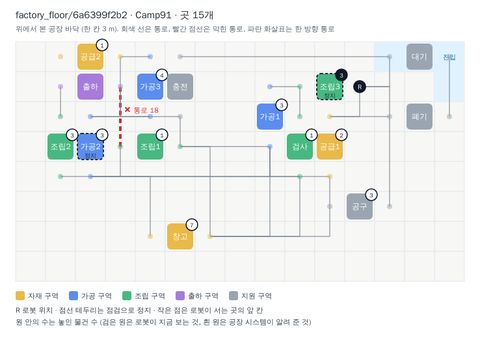 factory_floor/6a6399f2b2 · Camp91 · 곳 15개
위에서 본 공장 바닥 (한 칸 3 m). 회색 선은 통로, 빨간 점선은 막힌 통로, 파란 화살표는 한 방향 통로
공급2 1
가공3 4
충전
출하
조립3 3
정지
R
대기
진입
폐기
✕ 통로 18
가공1 3
조립2 3
가공2 3
정지
조립1 1
검사 1
공급1 2
공구 3
창고 7
자재 구역
가공 구역
조립 구역
출하 구역
지원 구역
R 로봇 위치 · 점선 테두리는 점검으로 정지 · 작은 점은 로봇이 서는 곳의 앞 칸
원 안의 수는 놓인 물건 수 (검은 원은 로봇이 지금 보는 것, 흰 원은 공장 시스템이 알려 준 것)